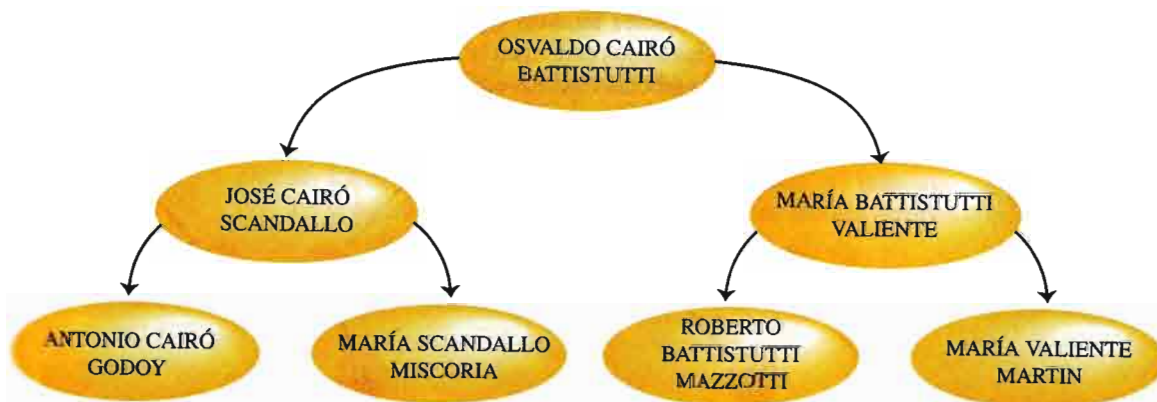 OSVALDO CAIRÓ
BATTISTUTTI
JOSÉ CAIRÓ
SCANDALLO
MARÍA BATTISTUTTI
VALIENTE
ANTONIO CAIRÓ
GODOY
MARÍA SCANDALLO
MISCORIA
ROBERTO
BATTISTUTTI
MAZZOTTI
MARÍA VALIENTE
MARTIN